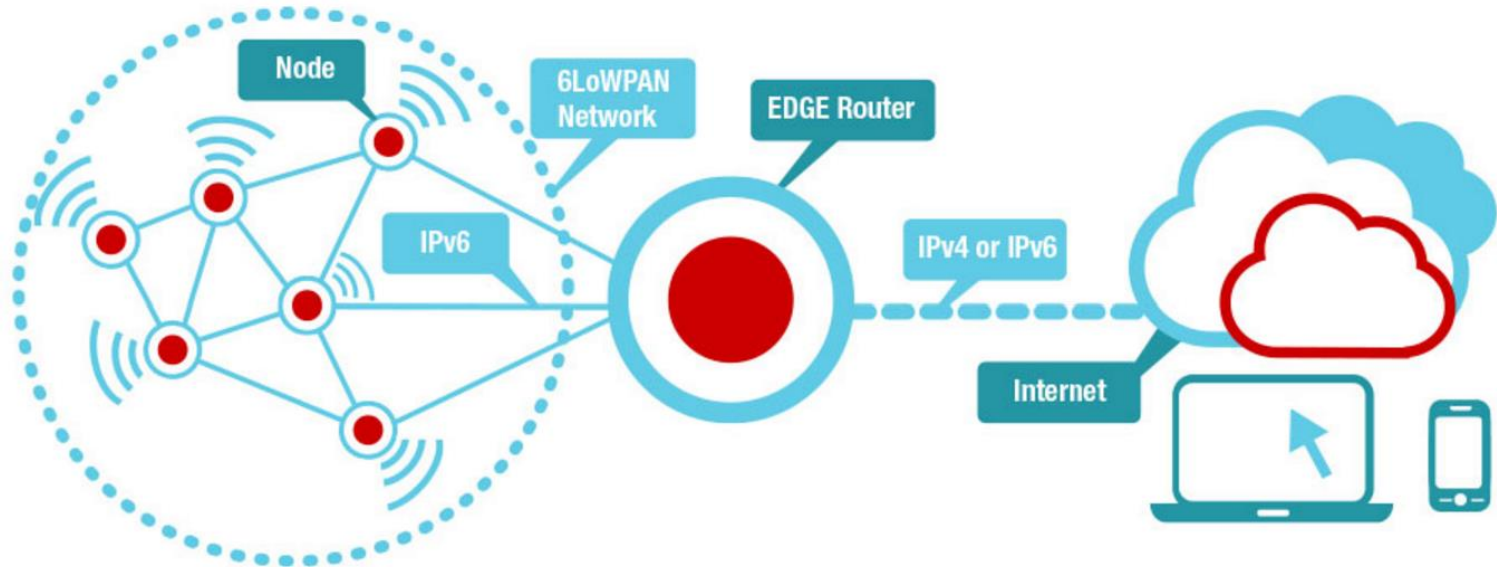 Node
6LoWPAN
Network
EDGE Router
IPv6
IPv4 or IPv6
Internet